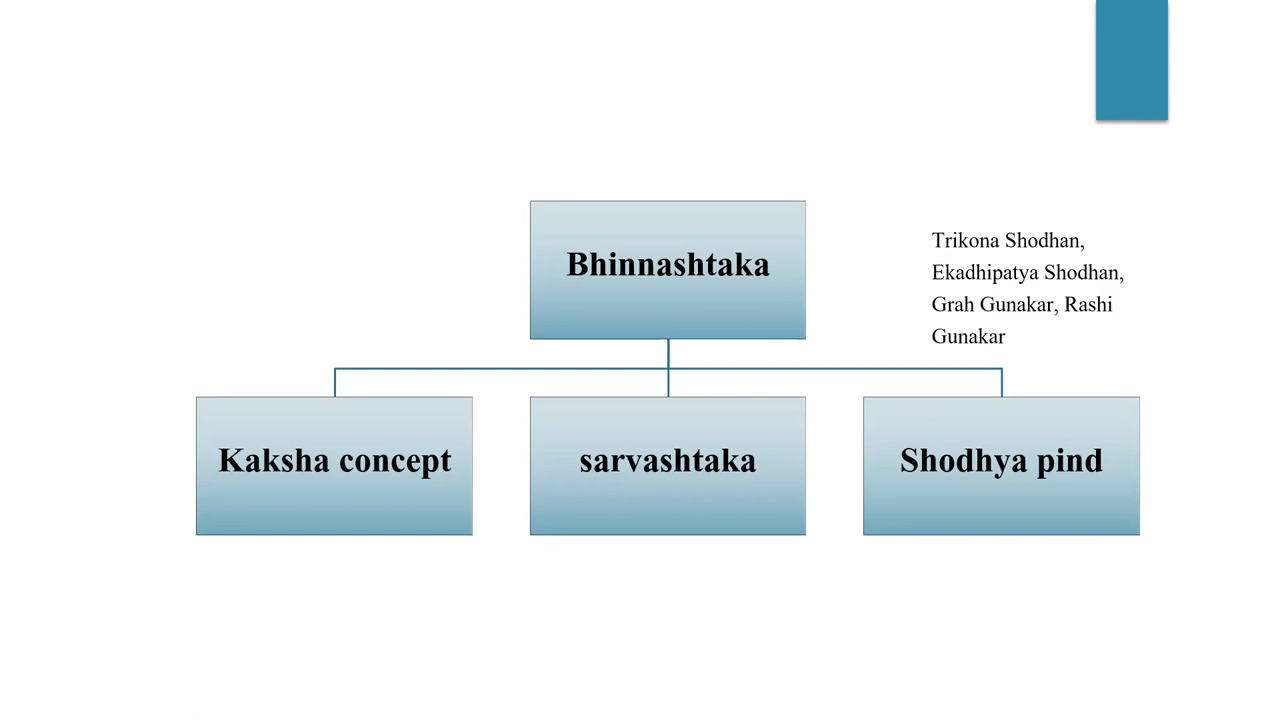 Bhinnashtaka
Trikona Shodhan,
Ekadhipatya Shodhan,
Grah Gunakar, Rashi
Gunakar
Kaksha concept
sarvashtaka
Shodhya pind